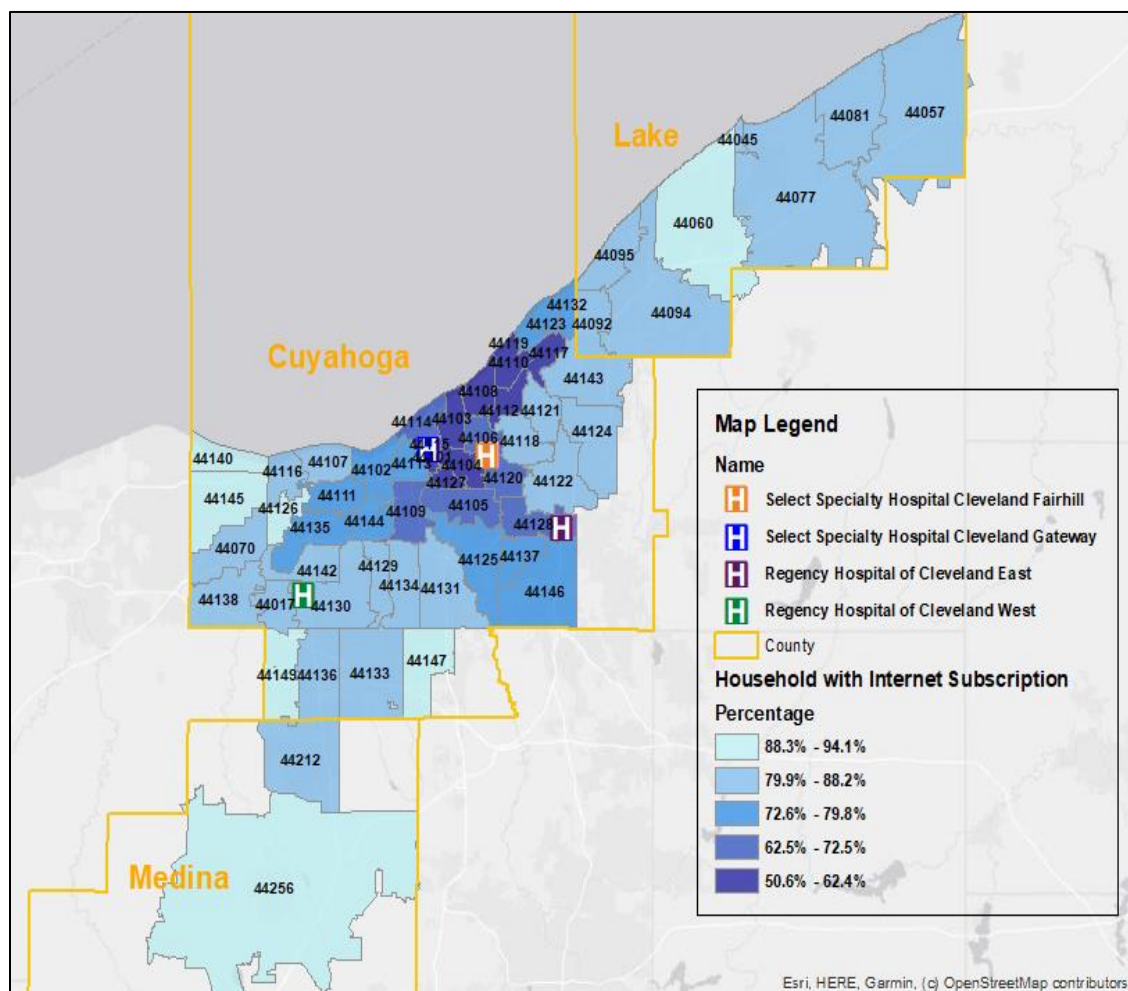 Lake
Cuyahoga
Medina
44057
44081
44045
44077
44060
44095
44094
44132
44123
44092
44119
44117
44110
44143
44108
44112
44121
44103
44114
44124
44106
44118
44140
44107
44102
44113
44116
44104
44145
44127
44120
44122
44111
44126
44105
44109
44128
44135
44144
44070
44125
44137
44142
44129
44134
44131
44146
44138
44017
44130
44147
44149
44136
44133
44212
44256
H
H
H
H
Map Legend
Name
H Select Specialty Hospital Cleveland Fairhill
H Select Specialty Hospital Cleveland Gateway
H Regency Hospital of Cleveland East
H Regency Hospital of Cleveland West
County
Household with Internet Subscription
Percentage
88.3% - 94.1%
79.9% - 88.2%
72.6% - 79.8%
62.5% - 72.5%
50.6% - 62.4%
Esri, HERE, Garmin, (c) OpenStreetMap contributors